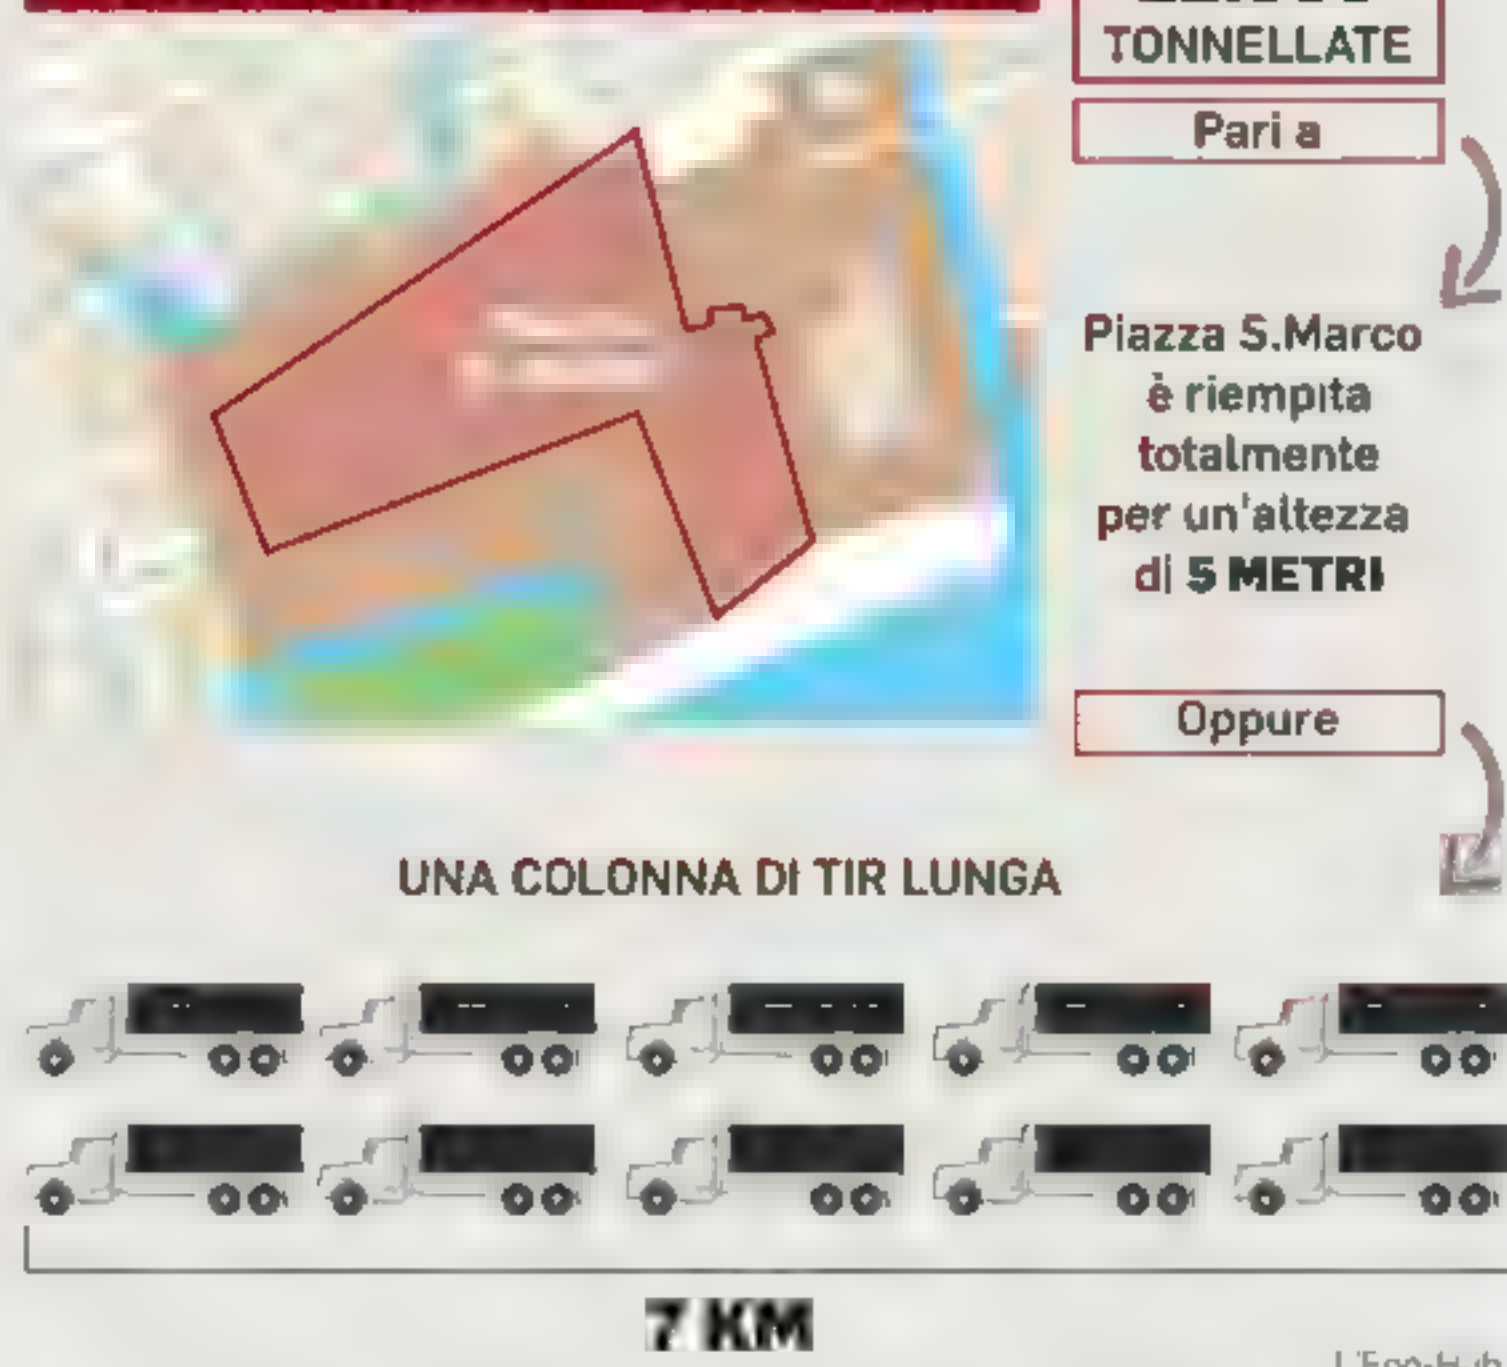 TONNELLATE
Pari a
Piazza S.Marco
è riempita
totalmente
per un'altezza
di 5 METRI
Oppure
UNA COLONNA DI TIR LUNGA
7 KM